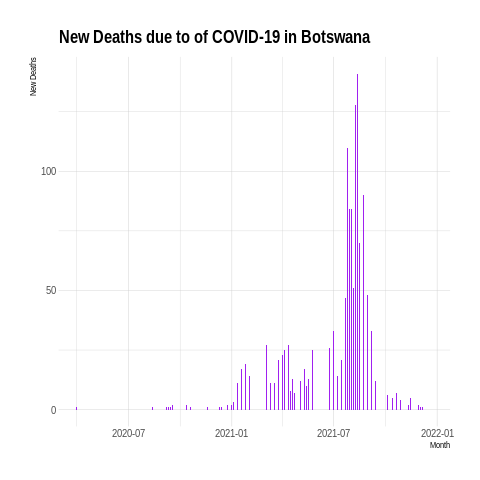 New Deaths due to of COVID-19 in Botswana
New Deaths
100
50
0
2020-07 2021-01 2021-07 2022-01
Month